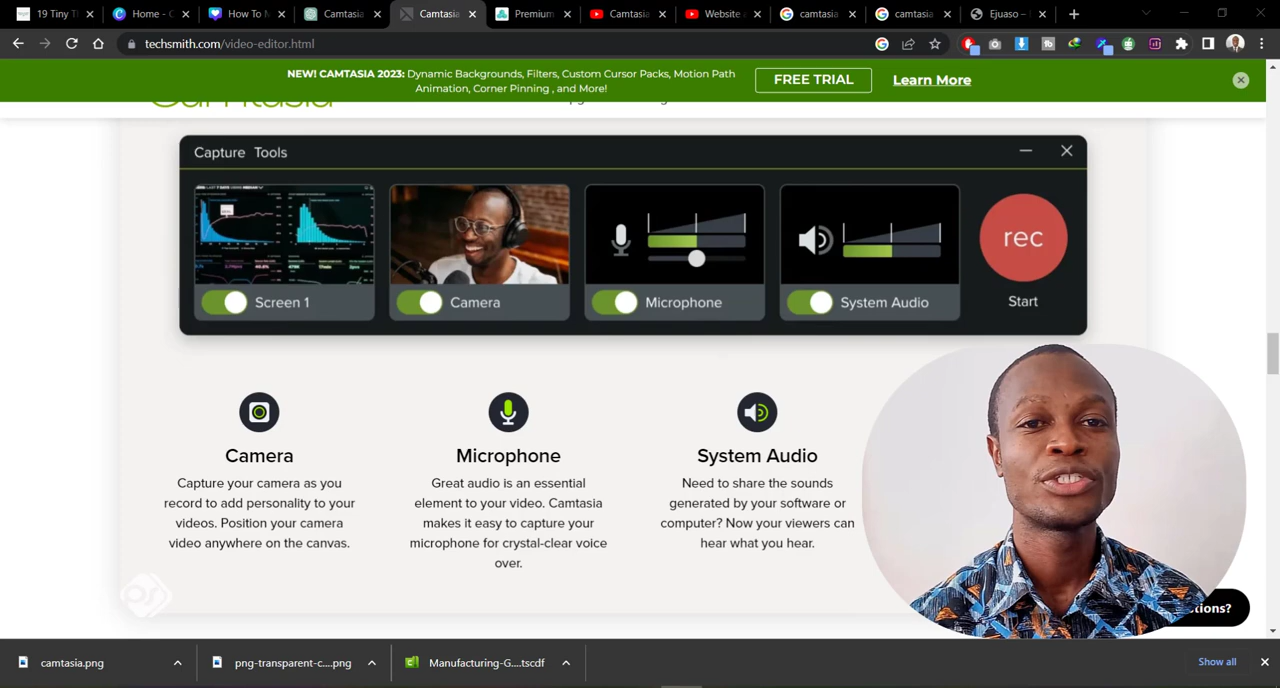 19 Tiny Ti
Home - C
How To M
Camtasia
Camtasia
Premium
Camtasia
Website a
camtasia
camtasia
Ejuaso –
techsmith.com/video-editor.html
NEW! CAMTASIA 2023: Dynamic Backgrounds, Filters, Custom Cursor Packs, Motion Path
Animation, Corner Pinning , and More!
FREE TRIAL
Learn More
Camtasia
Capture Tools
Screen 1
Camera
Microphone
System Audio
rec
Start
Camera
Capture your camera as you
record to add personality to your
videos. Position your camera
video anywhere on the canvas.
Microphone
Great audio is an essential
element to your video. Camtasia
makes it easy to capture your
microphone for crystal-clear voice
over.
System Audio
Need to share the sounds
generated by your software or
computer? Now your viewers can
hear what you hear.
stions?
camtasia.png
png-transparent-c....png
Manufacturing-G....tscdf
Show all